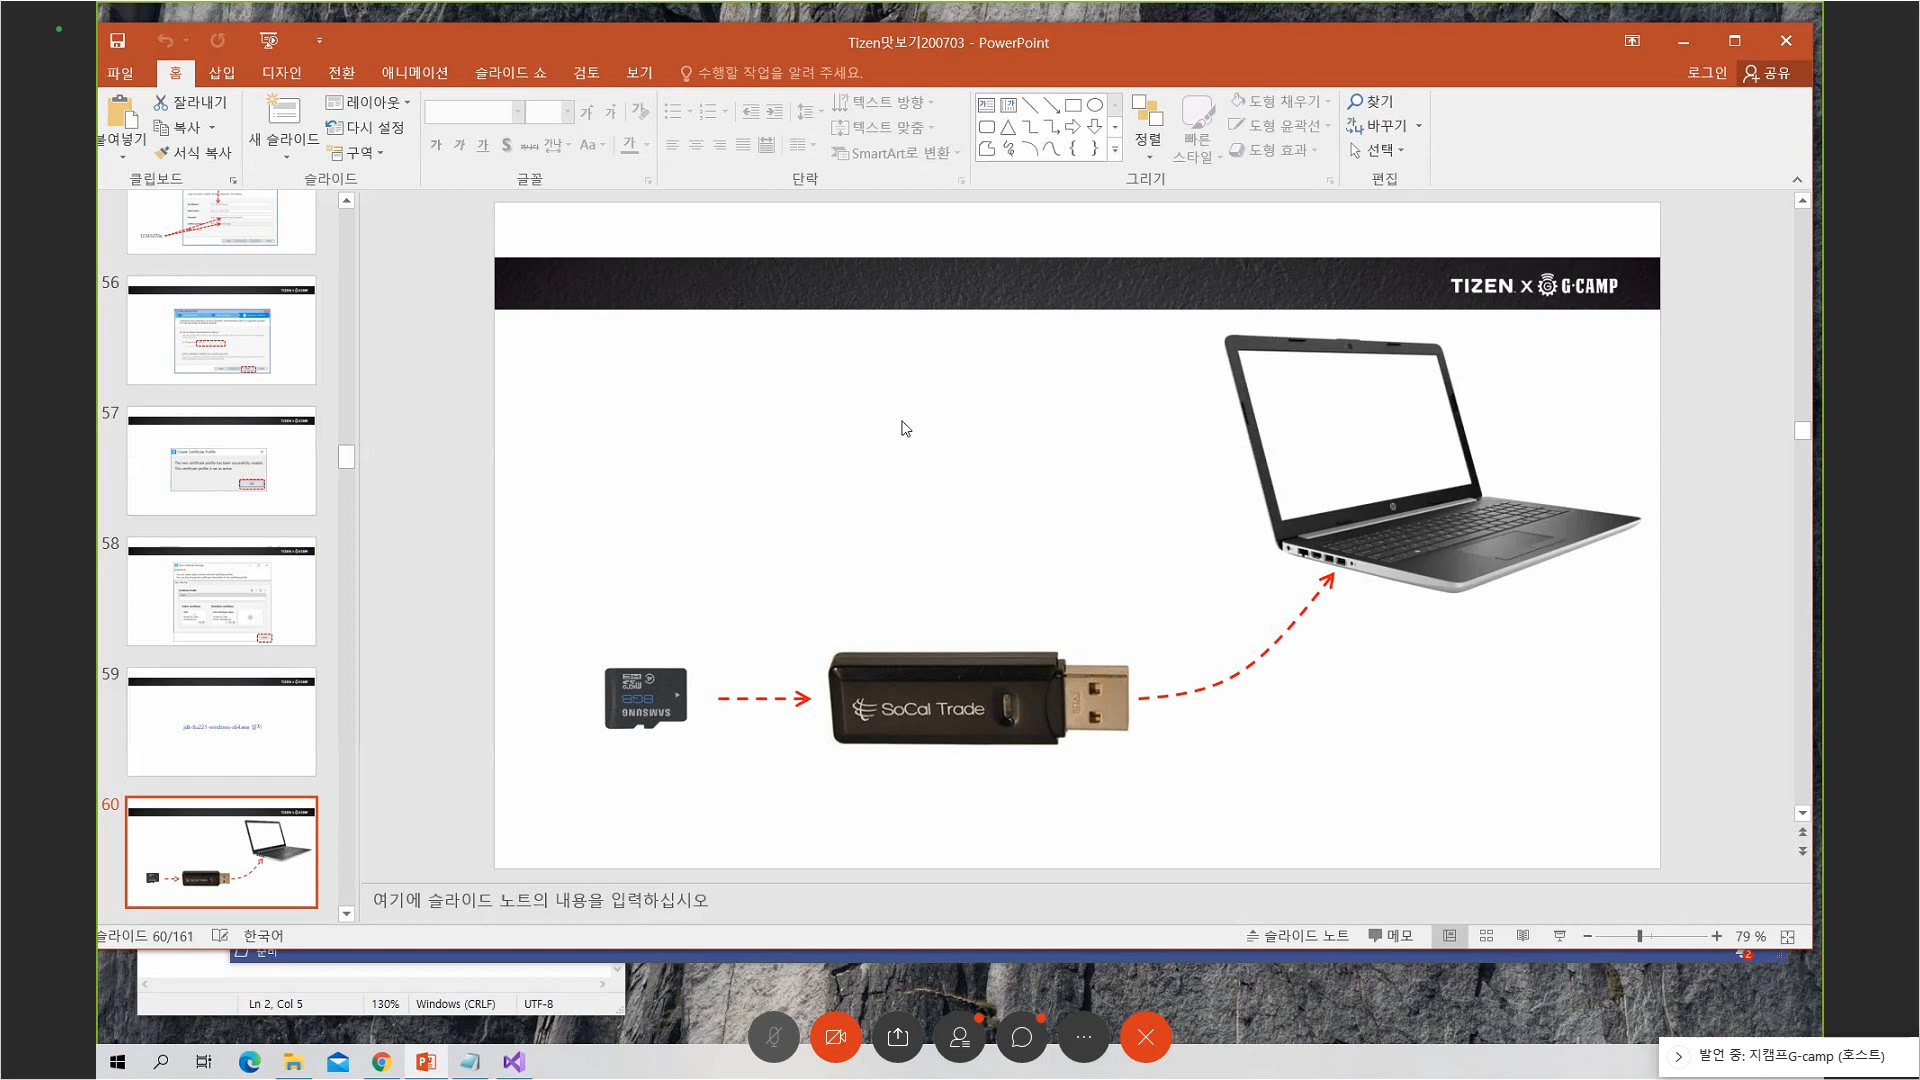 Tizen맛보기200703 - PowerPoint
파일 홈 삽입 디자인 전환 애니메이션 슬라이드 쇼 검토 보기 수행할 작업을 알려 주세요. 로그인 공유
잘라내기 레이아웃 텍스트 방향 도형 채우기 찾기
복사 다시 설정 텍스트 맞춤 도형 윤곽선 바꾸기
붙여넣기 서식 복사 새 슬라이드 구역 SmartArt로 변환 정렬 빠른 스타일 도형 효과 선택
클립보드 슬라이드 글꼴 단락 그리기 편집
56
57
58
59
jdk-8u221-windows-x64.exe 설치
60
TIZEN X G·CAMP
SAMSUNG
8GB
SoCal Trade
여기에 슬라이드 노트의 내용을 입력하십시오
슬라이드 60/161 한국어 슬라이드 노트 메모 79 %
준비
2
Ln 2, Col 5 130% Windows (CRLF) UTF-8
발언 중: 지캠프G-camp (호스트)